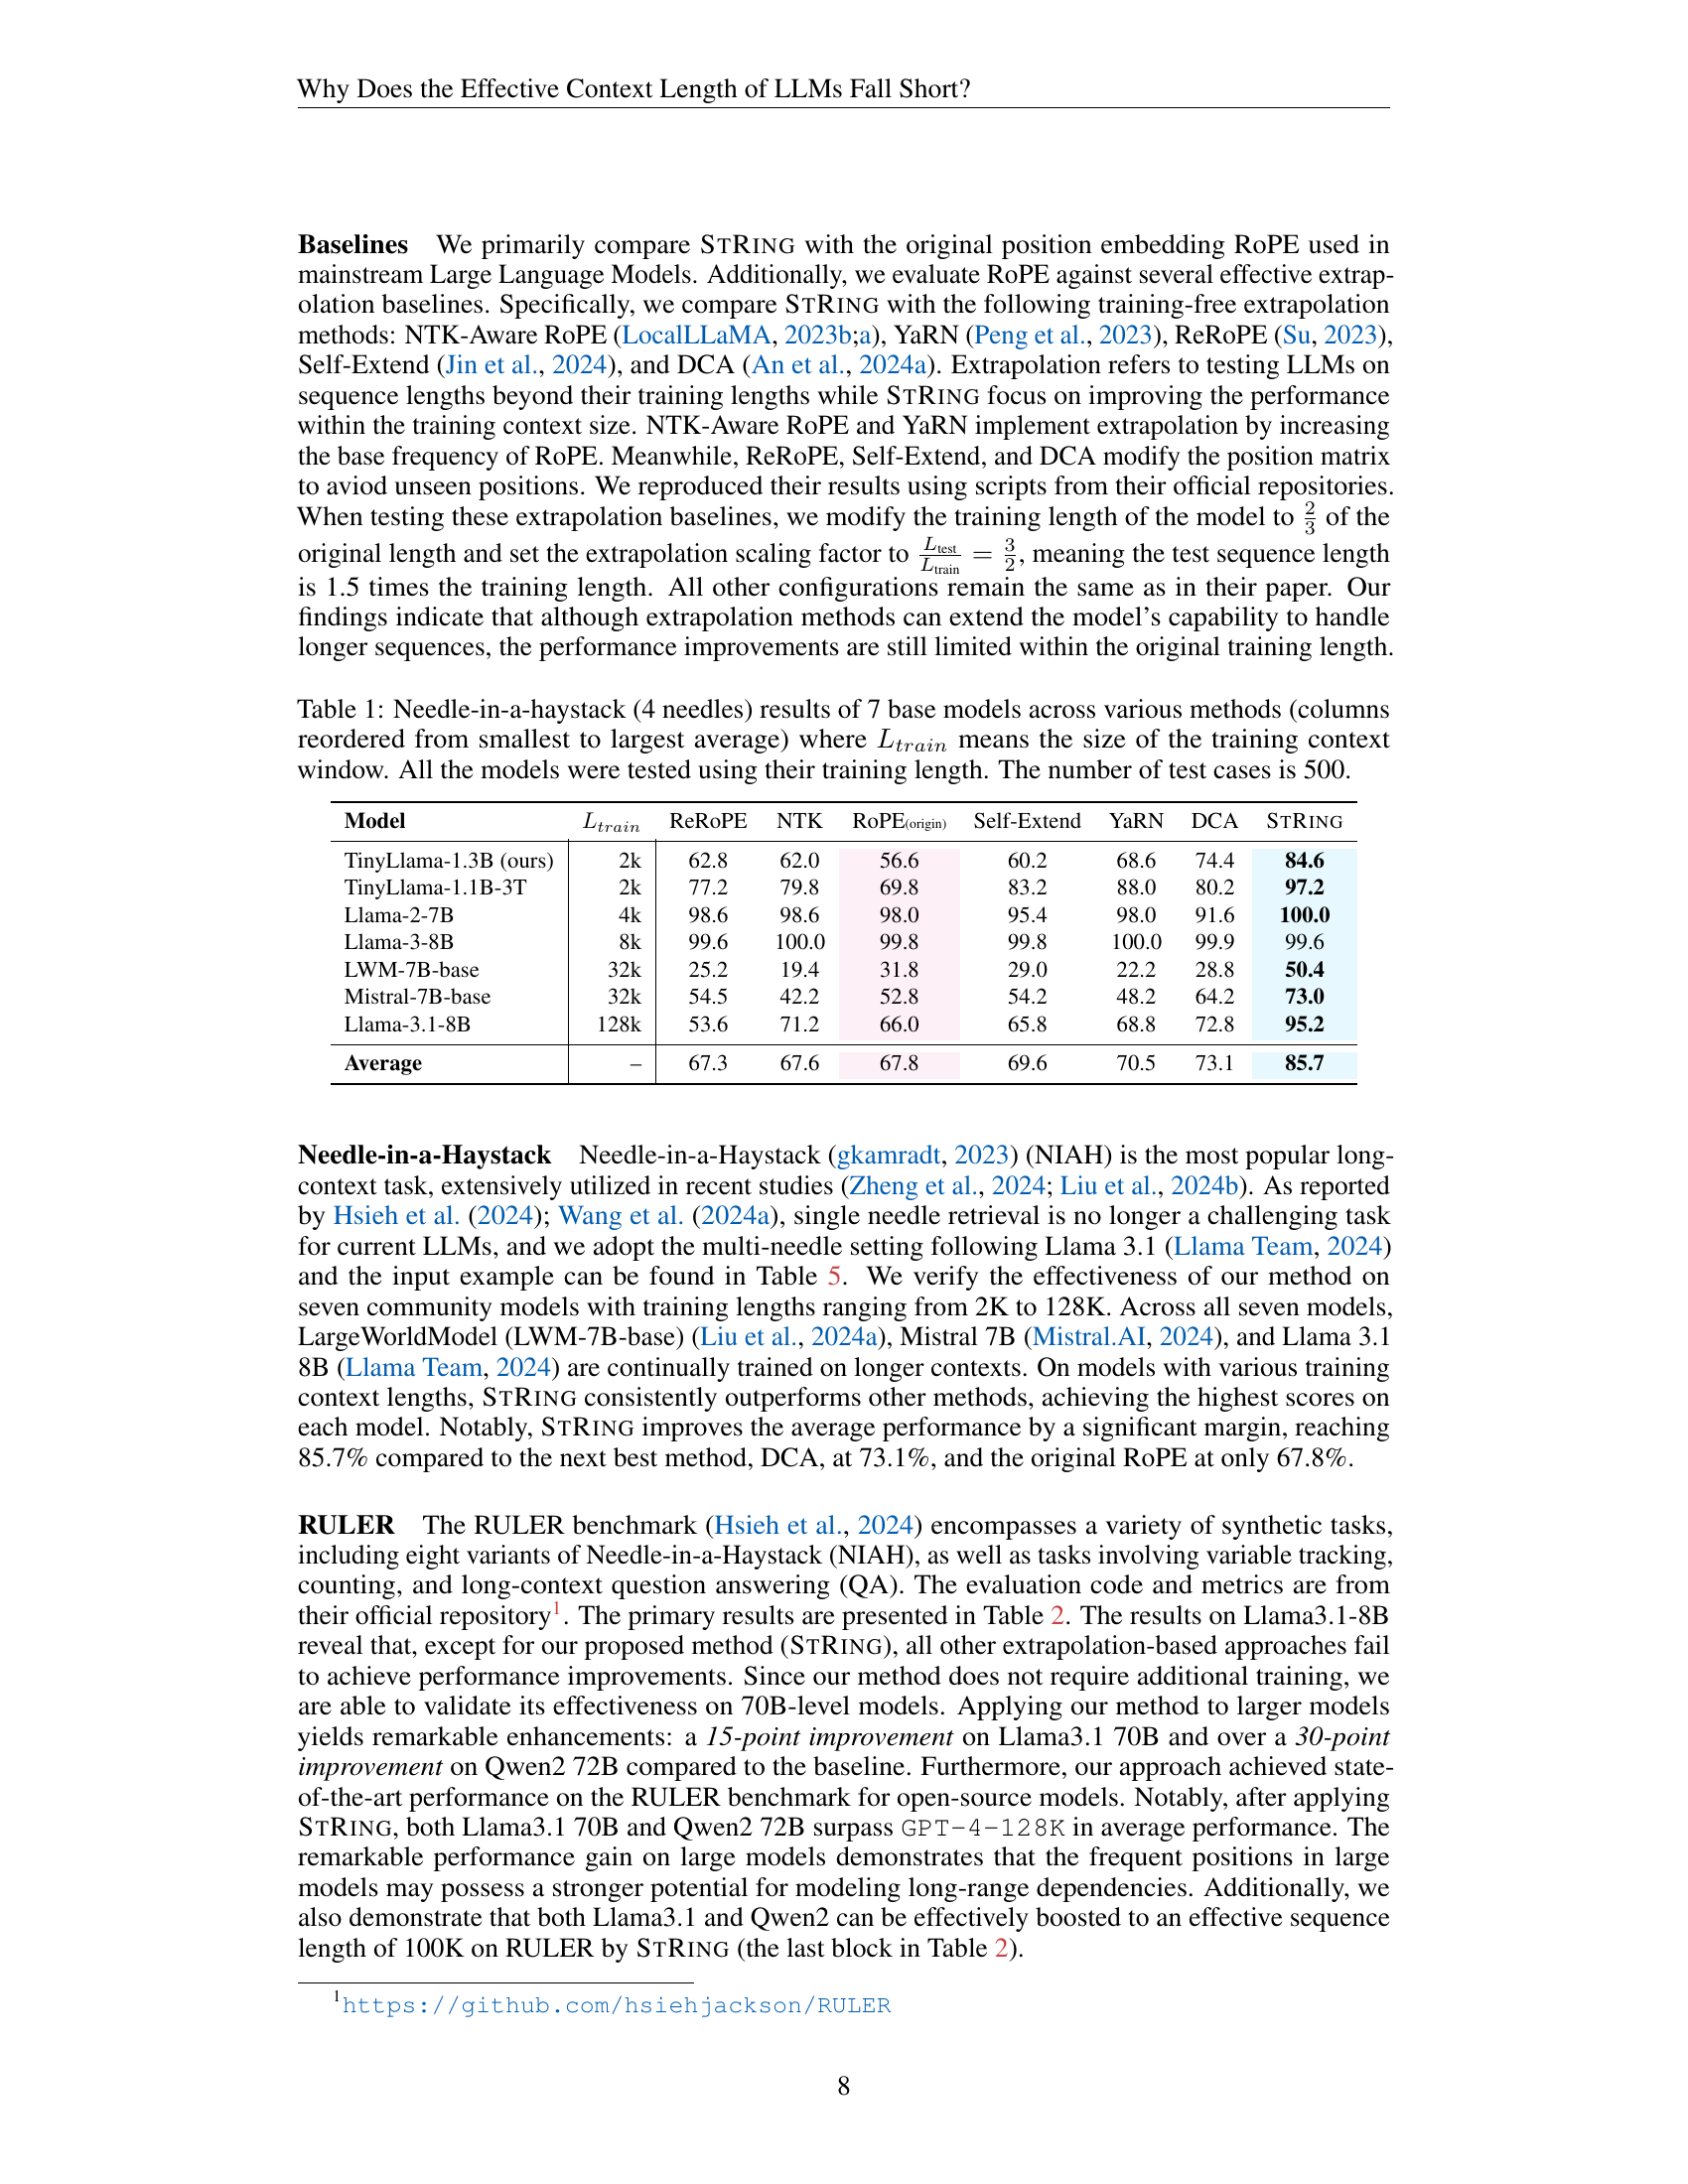 Why Does the Effective Context Length of LLMs Fall Short?
Baselines We primarily compare STRING with the original position embedding RoPE used in
mainstream Large Language Models. Additionally, we evaluate RoPE against several effective extrap-
olation baselines. Specifically, we compare STRING with the following training-free extrapolation
methods: NTK-Aware RoPE (LocalLLaMA, 2023b;a), YaRN (Peng et al., 2023), ReRoPE (Su, 2023),
Self-Extend (Jin et al., 2024), and DCA (An et al., 2024a). Extrapolation refers to testing LLMs on
sequence lengths beyond their training lengths while STRING focus on improving the performance
within the training context size. NTK-Aware RoPE and YaRN implement extrapolation by increasing
the base frequency of RoPE. Meanwhile, ReRoPE, Self-Extend, and DCA modify the position matrix
to aviod unseen positions. We reproduced their results using scripts from their official repositories.
When testing these extrapolation baselines, we modify the training length of the model to 2/3 of the
original length and set the extrapolation scaling factor to L_test/L_train = 3/2, meaning the test sequence length
is 1.5 times the training length. All other configurations remain the same as in their paper. Our
findings indicate that although extrapolation methods can extend the model's capability to handle
longer sequences, the performance improvements are still limited within the original training length.
Table 1: Needle-in-a-haystack (4 needles) results of 7 base models across various methods (columns
reordered from smallest to largest average) where L_train means the size of the training context
window. All the models were tested using their training length. The number of test cases is 500.
Model L_train ReRoPE NTK RoPE(origin) Self-Extend YaRN DCA STRING
TinyLlama-1.3B (ours) 2k 62.8 62.0 56.6 60.2 68.6 74.4 84.6
TinyLlama-1.1B-3T 2k 77.2 79.8 69.8 83.2 88.0 80.2 97.2
Llama-2-7B 4k 98.6 98.6 98.0 95.4 98.0 91.6 100.0
Llama-3-8B 8k 99.6 100.0 99.8 99.8 100.0 99.9 99.6
LWM-7B-base 32k 25.2 19.4 31.8 29.0 22.2 28.8 50.4
Mistral-7B-base 32k 54.5 42.2 52.8 54.2 48.2 64.2 73.0
Llama-3.1-8B 128k 53.6 71.2 66.0 65.8 68.8 72.8 95.2
Average – 67.3 67.6 67.8 69.6 70.5 73.1 85.7
Needle-in-a-Haystack Needle-in-a-Haystack (gkamradt, 2023) (NIAH) is the most popular long-
context task, extensively utilized in recent studies (Zheng et al., 2024; Liu et al., 2024b). As reported
by Hsieh et al. (2024); Wang et al. (2024a), single needle retrieval is no longer a challenging task
for current LLMs, and we adopt the multi-needle setting following Llama 3.1 (Llama Team, 2024)
and the input example can be found in Table 5. We verify the effectiveness of our method on
seven community models with training lengths ranging from 2K to 128K. Across all seven models,
LargeWorldModel (LWM-7B-base) (Liu et al., 2024a), Mistral 7B (Mistral.AI, 2024), and Llama 3.1
8B (Llama Team, 2024) are continually trained on longer contexts. On models with various training
context lengths, STRING consistently outperforms other methods, achieving the highest scores on
each model. Notably, STRING improves the average performance by a significant margin, reaching
85.7% compared to the next best method, DCA, at 73.1%, and the original RoPE at only 67.8%.
RULER The RULER benchmark (Hsieh et al., 2024) encompasses a variety of synthetic tasks,
including eight variants of Needle-in-a-Haystack (NIAH), as well as tasks involving variable tracking,
counting, and long-context question answering (QA). The evaluation code and metrics are from
their official repository1. The primary results are presented in Table 2. The results on Llama3.1-8B
reveal that, except for our proposed method (STRING), all other extrapolation-based approaches fail
to achieve performance improvements. Since our method does not require additional training, we
are able to validate its effectiveness on 70B-level models. Applying our method to larger models
yields remarkable enhancements: a 15-point improvement on Llama3.1 70B and over a 30-point
improvement on Qwen2 72B compared to the baseline. Furthermore, our approach achieved state-
of-the-art performance on the RULER benchmark for open-source models. Notably, after applying
STRING, both Llama3.1 70B and Qwen2 72B surpass GPT-4-128K in average performance. The
remarkable performance gain on large models demonstrates that the frequent positions in large
models may possess a stronger potential for modeling long-range dependencies. Additionally, we
also demonstrate that both Llama3.1 and Qwen2 can be effectively boosted to an effective sequence
length of 100K on RULER by STRING (the last block in Table 2).
1https://github.com/hsiehjackson/RULER
8